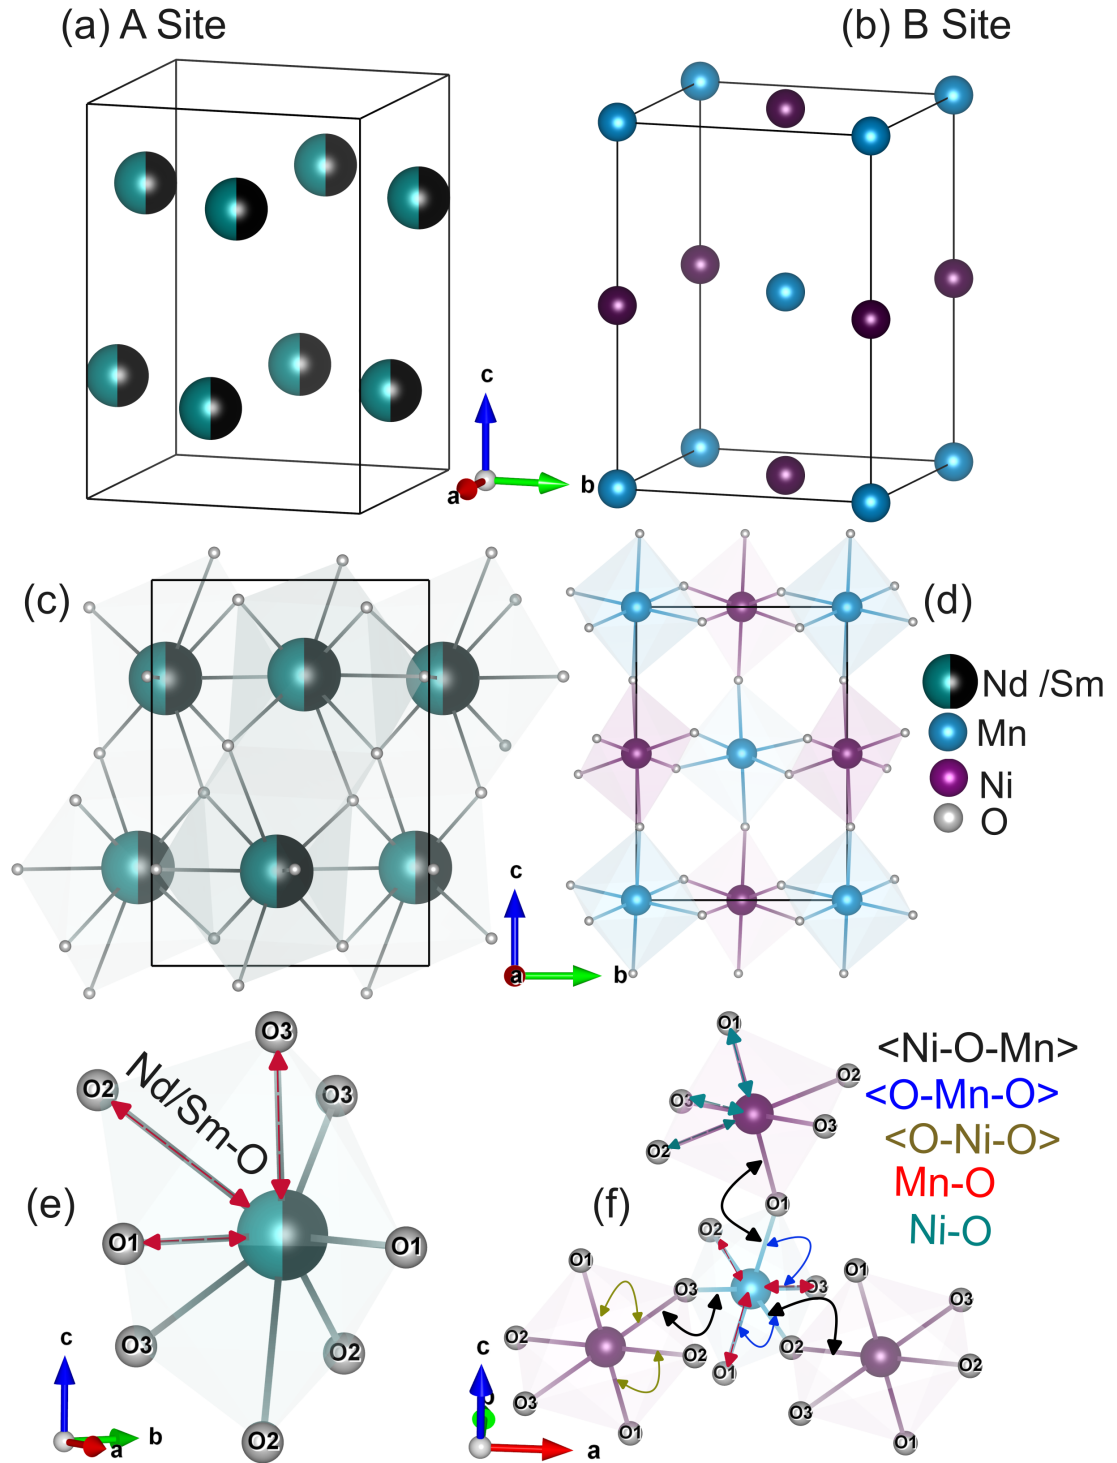 (a) A Site
(b) B Site
c
a
b
(c)
(d)
Nd /Sm
Mn
Ni
O
c
a
b
(e)
Nd/Sm-O
O3
O2
O3
O1
O1
O3
O2
O2
c
b
a
(f)
<Ni-O-Mn>
<O-Mn-O>
<O-Ni-O>
Mn-O
Ni-O
O1
O2
O3
O3
O2
O1
O2
O1
O3
O3
O1
O3
O2
O2
O2
O2
O1
O3
O3
O1
O1
c
b
a